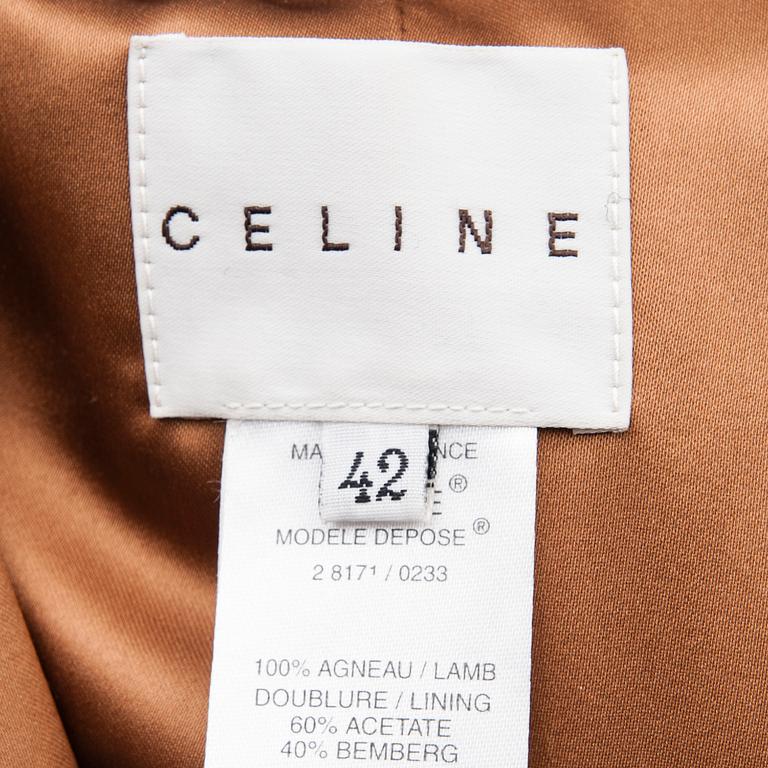 CELINE
42
MODELE DEPOSE®
2 8171 / 0233
100% AGNEAU / LAMB
DOUBLURE / LINING
60% ACETATE
40% BEMBERG